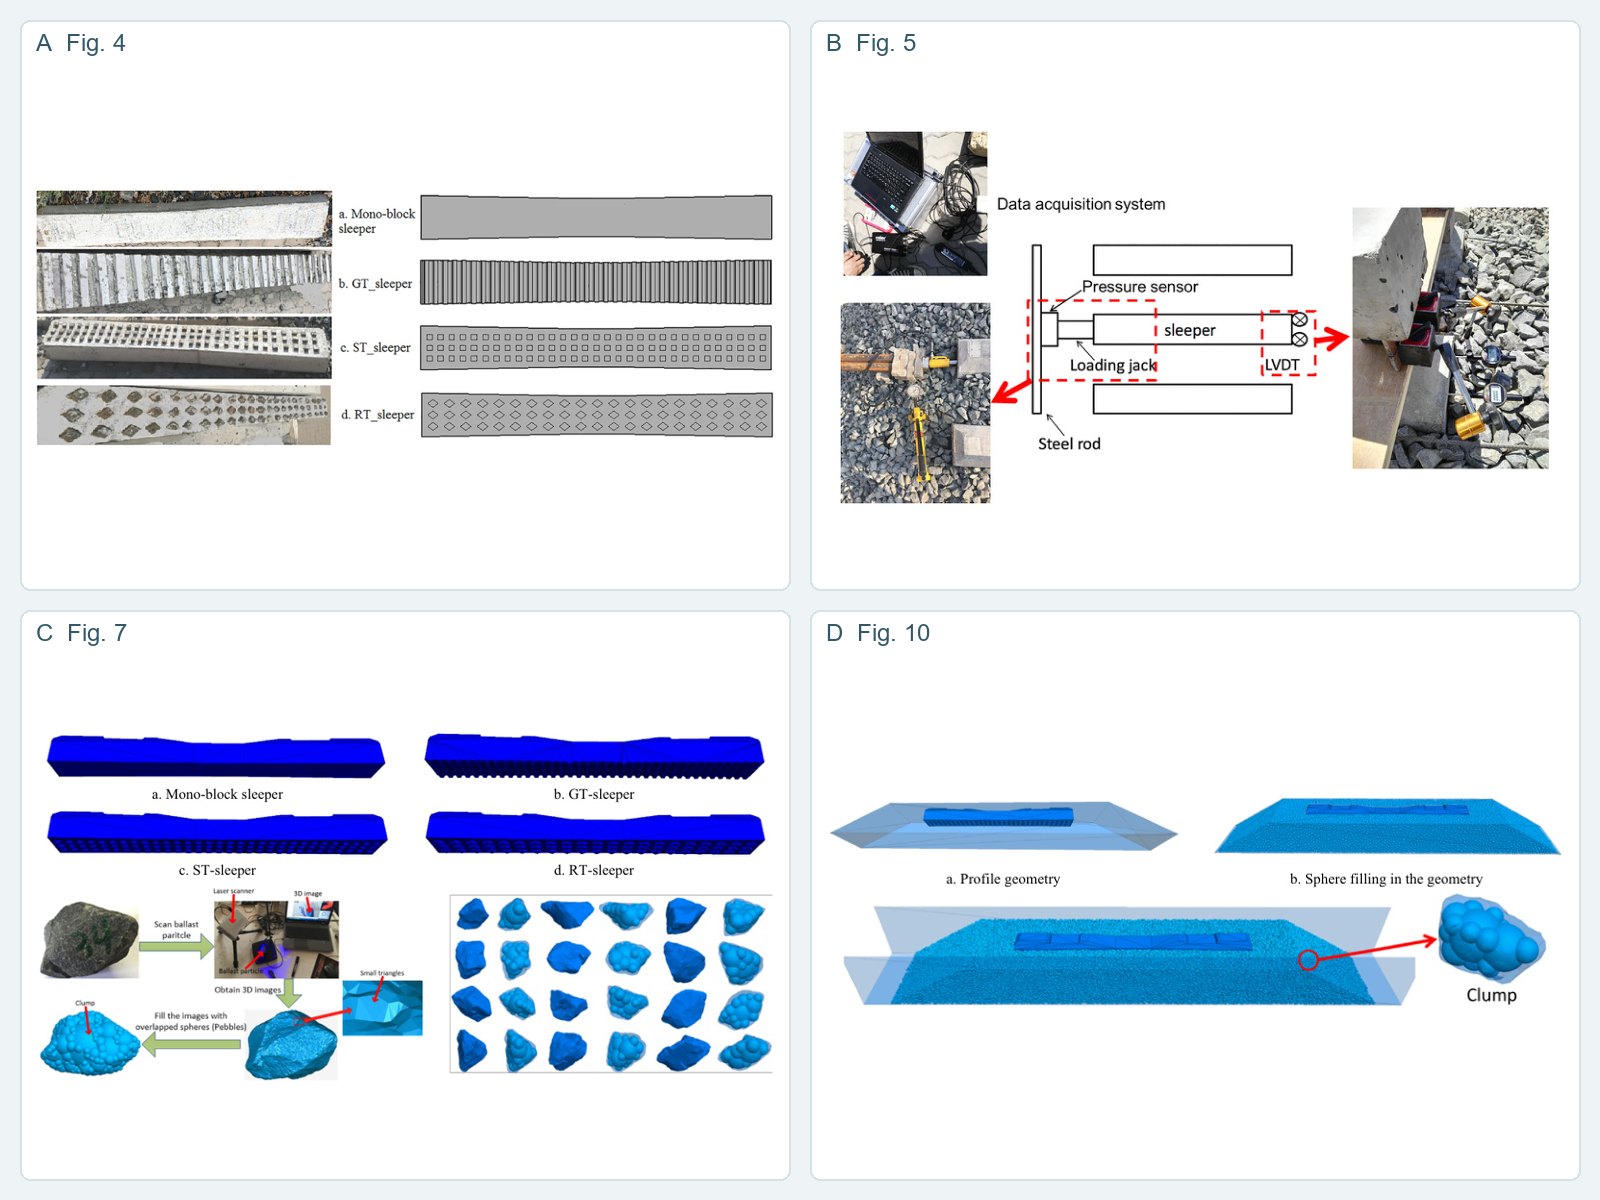 A Fig. 4
a. Mono-block
sleeper
b. GT_sleeper
c. ST_sleeper
d. RT_sleeper
B Fig. 5
Data acquisition system
Pressure sensor
sleeper
Loading jack
LVDT
Steel rod
C Fig. 7
a. Mono-block sleeper
b. GT-sleeper
c. ST-sleeper
d. RT-sleeper
Laser scanner
3D image
Scan ballast
paritcle
Ballast particle
Obtain 3D images
Small triangles
Clump
Fill the images with
overlapped spheres (Pebbles)
D Fig. 10
a. Profile geometry
b. Sphere filling in the geometry
Clump